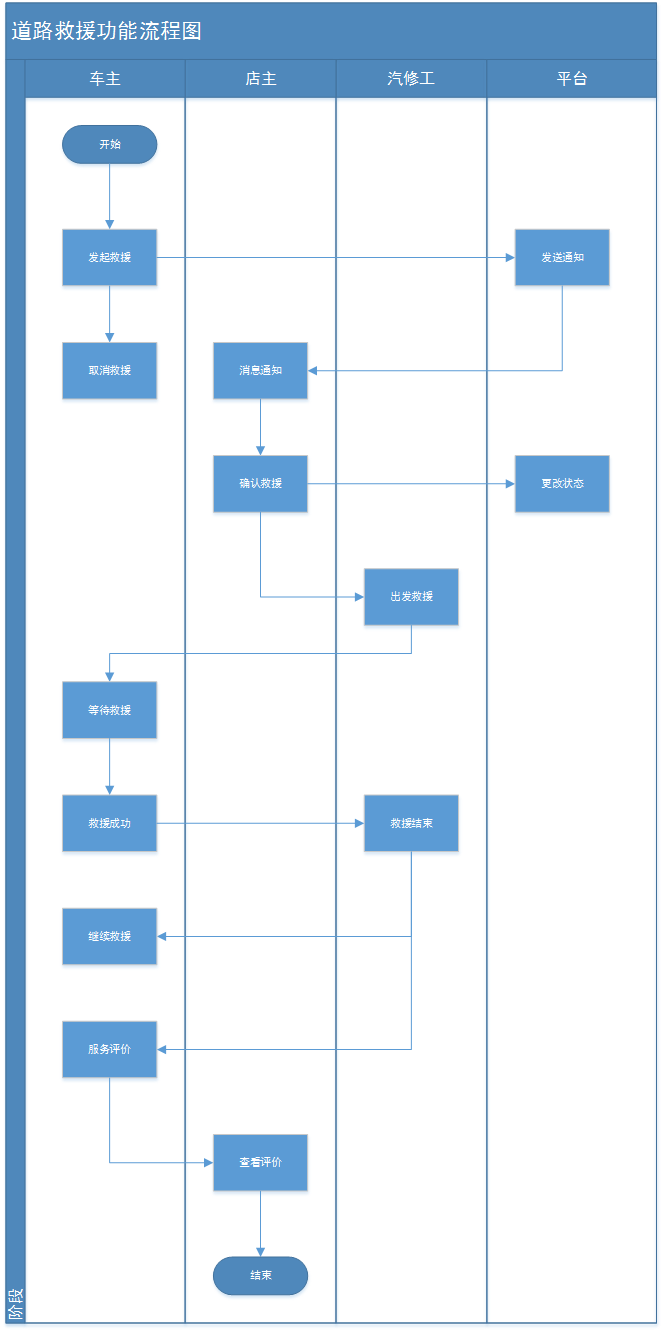 道路救援功能流程图
车主
店主
汽修工
平台
开始
发起救援
发送通知
取消救援
消息通知
确认救援
更改状态
出发救援
等待救援
救援成功
救援结束
继续救援
服务评价
查看评价
结束
阶段